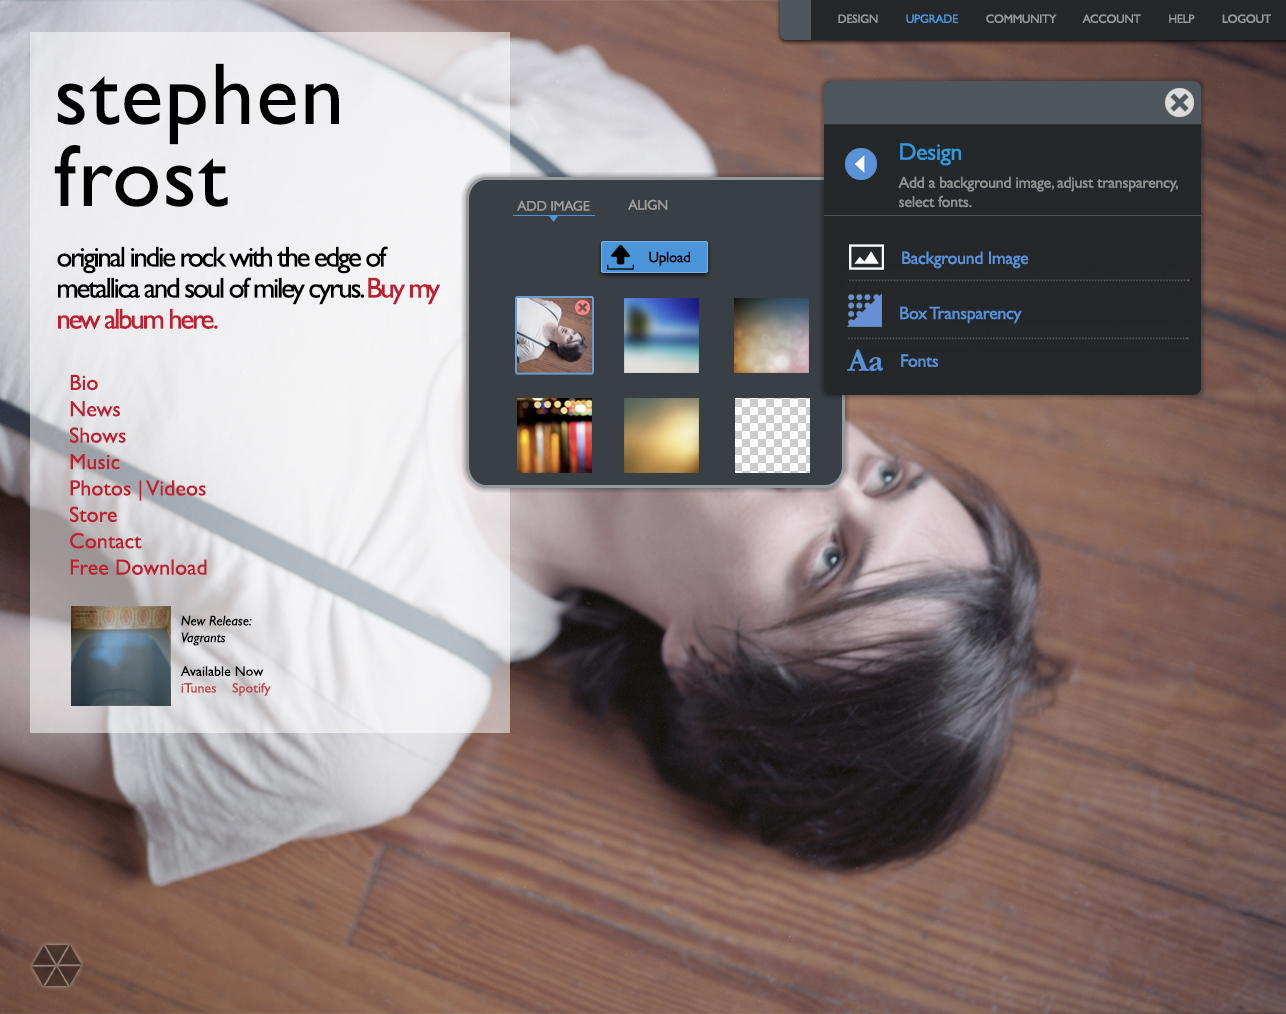 DESIGN UPGRADE COMMUNITY ACCOUNT HELP LOGOUT
stephen
frost
original indie rock with the edge of
metallica and soul of miley cyrus. Buy my
new album here.
Bio
News
Shows
Music
Photos | Videos
Store
Contact
Free Download
New Release:
Vagrants
Available Now
iTunes Spotify
ADD IMAGE ALIGN
Upload
Design
Add a background image, adjust transparency,
select fonts.
Background Image
Box Transparency
Aa Fonts